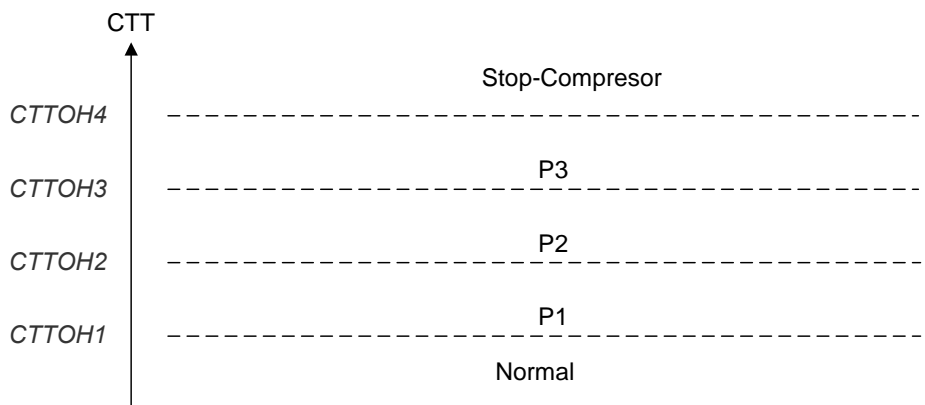 CTT
Stop-Compresor
CTTOH4
P3
CTTOH3
P2
CTTOH2
P1
CTTOH1
Normal